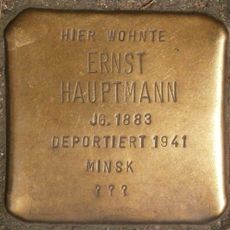 HIER WOHNTE
ERNST
HAUPTMANN
JG. 1883
DEPORTIERT 1941
MINSK
???